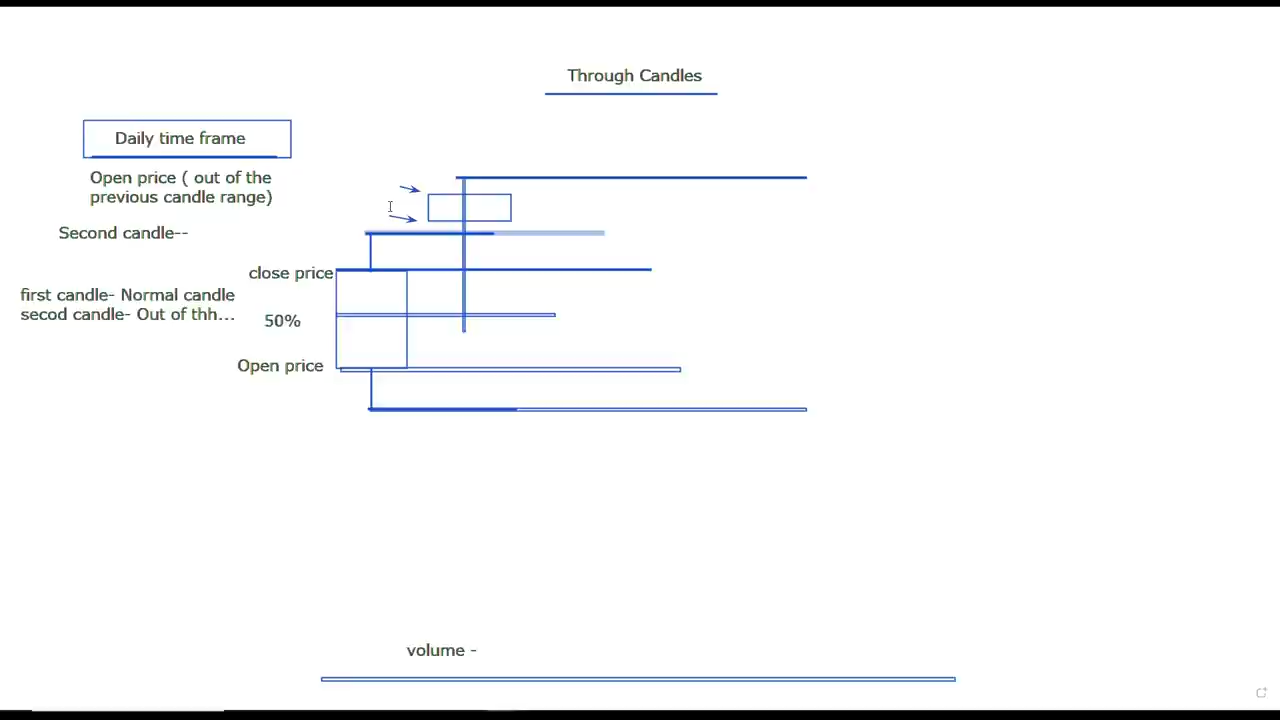 Through Candles
Daily time frame
Open price ( out of the
previous candle range)
Second candle--
close price
first candle- Normal candle
secod candle- Out of thh...
50%
Open price
volume -